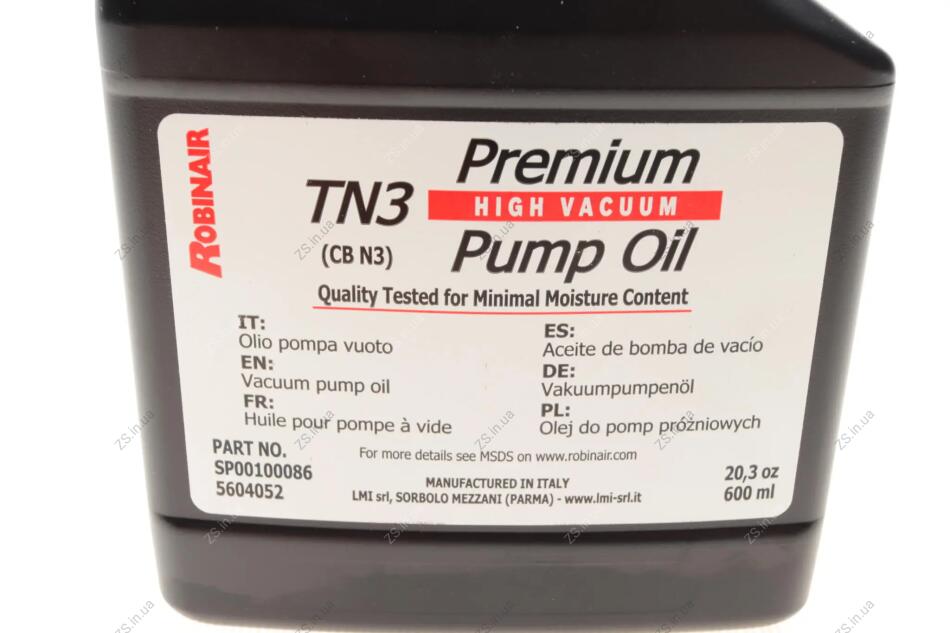 ROBINAIR
TN3
(CB N3)
Premium
HIGH VACUUM
Pump Oil
Quality Tested for Minimal Moisture Content
IT:
Olio pompa vuoto
EN:
Vacuum pump oil
FR:
Huile pour pompe à vide
ES:
Aceite de bomba de vacío
DE:
Vakuumpumpenöl
PL:
Olej do pomp próżniowych
PART NO.
SP00100086
5604052
For more details see MSDS on www.robinair.com
MANUFACTURED IN ITALY
LMI srl, SORBOLO MEZZANI (PARMA) - www.lmi-srl.it
20,3 oz
600 ml
ZS.in.ua